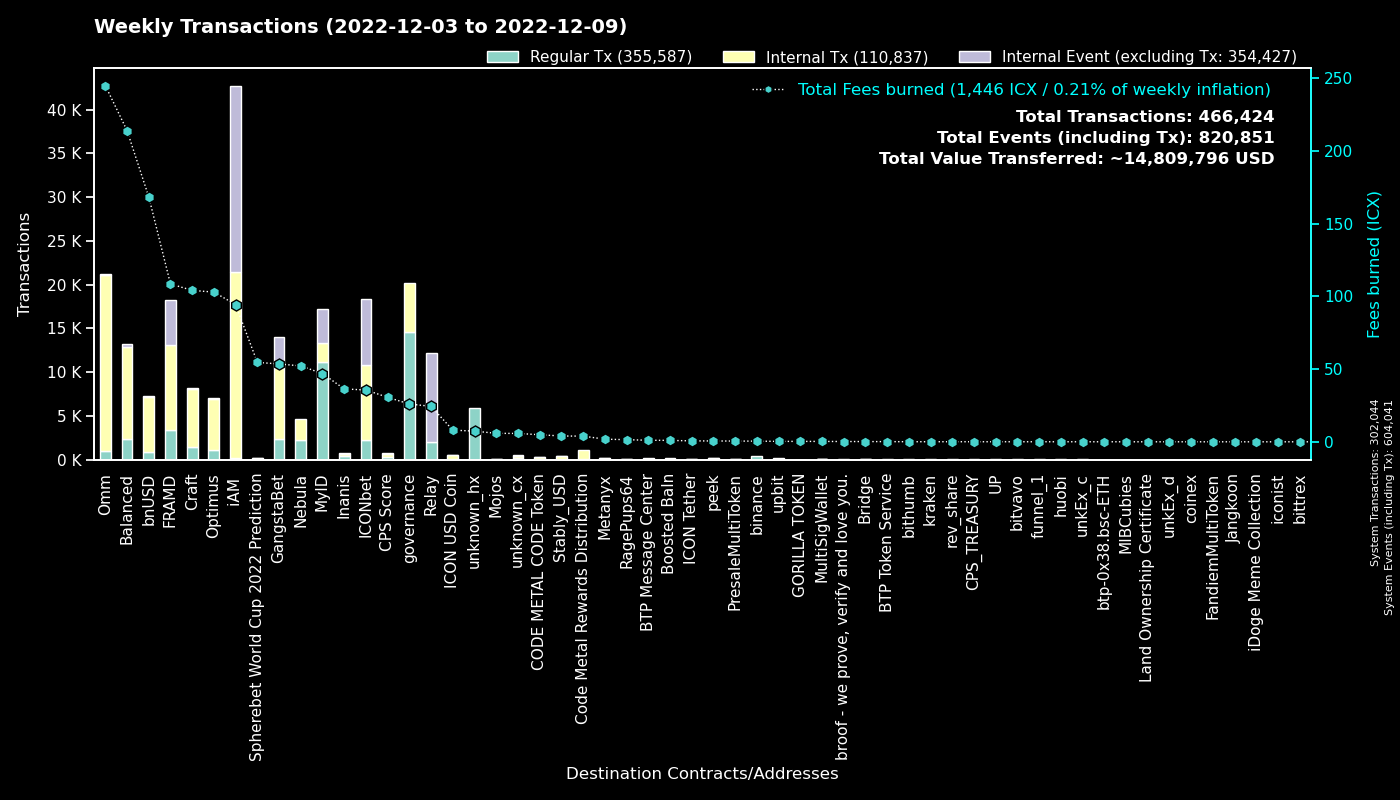 Weekly Transactions (2022-12-03 to 2022-12-09)
Regular Tx (355,587)
Internal Tx (110,837)
Internal Event (excluding Tx: 354,427)
Total Fees burned (1,446 ICX / 0.21% of weekly inflation)
Total Transactions: 466,424
Total Events (including Tx): 820,851
Total Value Transferred: ~14,809,796 USD
Transactions
40 K
35 K
30 K
25 K
20 K
15 K
10 K
5 K
0 K
250
200
150
100
50
0
Fees burned (ICX)
System Transactions: 302,044
System Events (including Tx): 604,041
Omm
Balanced
bnUSD
FRAMD
Craft
Optimus
iAM
Spherebet World Cup 2022 Prediction
GangstaBet
Nebula
MyID
Inanis
ICONbet
CPS Score
governance
Relay
ICON USD Coin
unknown_hx
Mojos
unknown_cx
CODE METAL CODE Token
Stably_USD
Code Metal Rewards Distribution
Metanyx
RagePups64
BTP Message Center
Boosted Baln
ICON Tether
peek
PresaleMultiToken
binance
upbit
GORILLA TOKEN
MultiSigWallet
broof - we prove, verify and love you.
Bridge
BTP Token Service
bithumb
kraken
rev_share
CPS_TREASURY
UP
bitvavo
funnel_1
huobi
unkEx_c
btp-0x38.bsc-ETH
MIBCubies
Land Ownership Certificate
unkEx_d
coinex
FandiemMultiToken
Jangkoon
iDoge Meme Collection
iconist
bittrex
Destination Contracts/Addresses